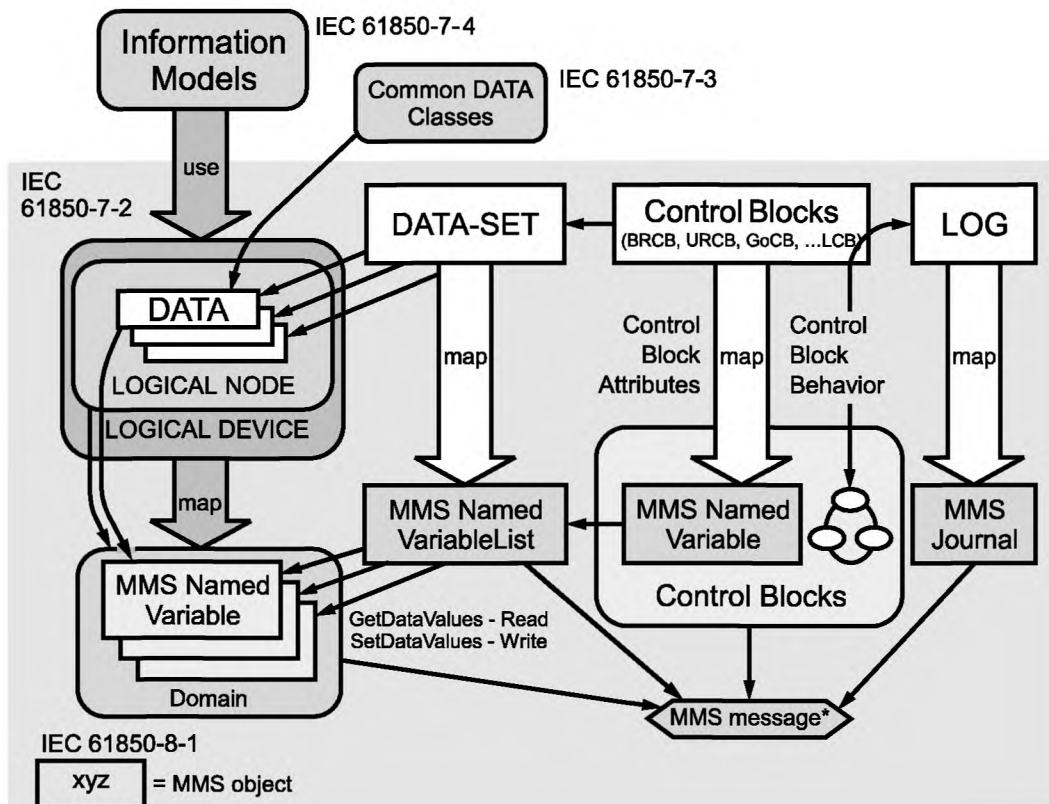 Information
Models
IEC 61850-7-4
Common DATA
Classes
IEC 61850-7-3
use
IEC
61850-7-2
DATA-SET
Control Blocks
(BRCB, URCB, GoCB, ...LCB)
LOG
DATA
LOGICAL NODE
LOGICAL DEVICE
map
Control
Block
Attributes
map
Control
Block
Behavior
map
map
MMS Named
VariableList
MMS Named
Variable
MMS
Journal
Control Blocks
MMS Named
Variable
Domain
GetDataValues - Read
SetDataValues - Write
MMS message*
IEC 61850-8-1
xyz
= MMS object